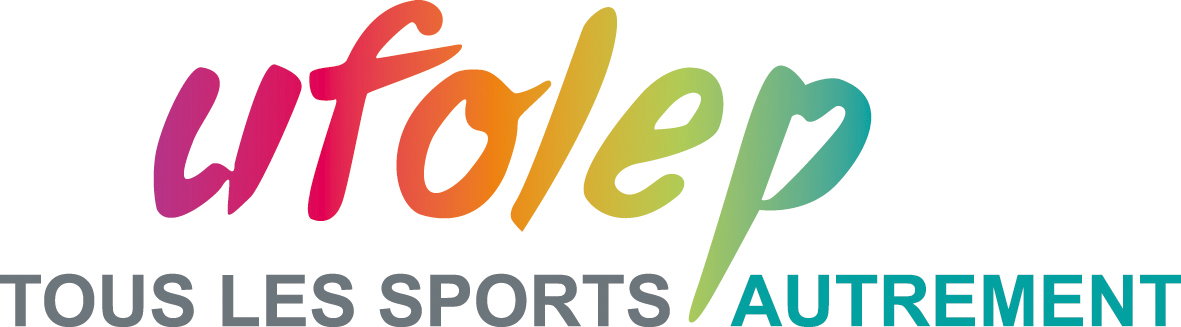 ufolep
TOUS LES SPORTS AUTREMENT